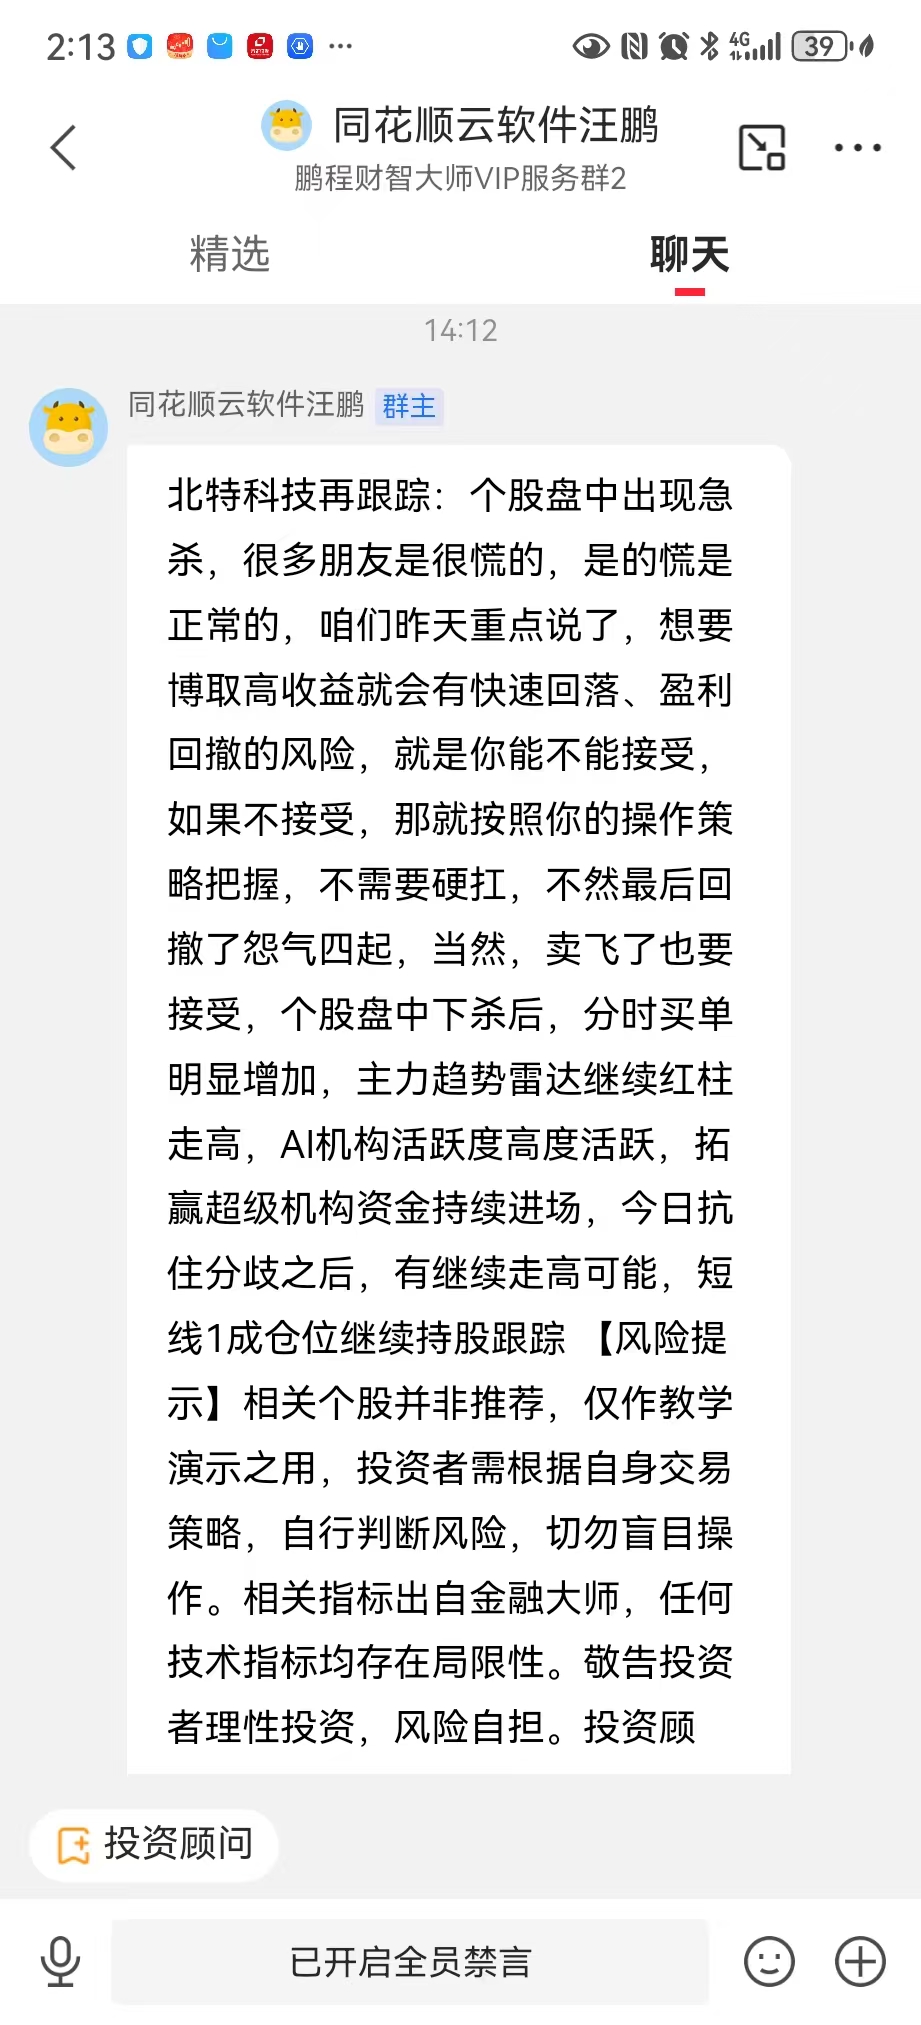 2:13
4G
39
同花顺云软件汪鹏
鹏程财智大师VIP服务群2
精选
聊天
14:12
同花顺云软件汪鹏 群主
北特科技再跟踪：个股盘中出现急
杀，很多朋友是很慌的，是的慌是
正常的，咱们昨天重点说了，想要
博取高收益就会有快速回落、盈利
回撤的风险，就是你能不能接受，
如果不接受，那就按照你的操作策
略把握，不需要硬扛，不然最后回
撤了怨气四起，当然，卖飞了也要
接受，个股盘中下杀后，分时买单
明显增加，主力趋势雷达继续红柱
走高，AI机构活跃度高度活跃，拓
赢超级机构资金持续进场，今日抗
住分歧之后，有继续走高可能，短
线1成仓位继续持股跟踪 【风险提
示】相关个股并非推荐，仅作教学
演示之用，投资者需根据自身交易
策略，自行判断风险，切勿盲目操
作。相关指标出自金融大师，任何
技术指标均存在局限性。敬告投资
者理性投资，风险自担。投资顾
投资顾问
已开启全员禁言